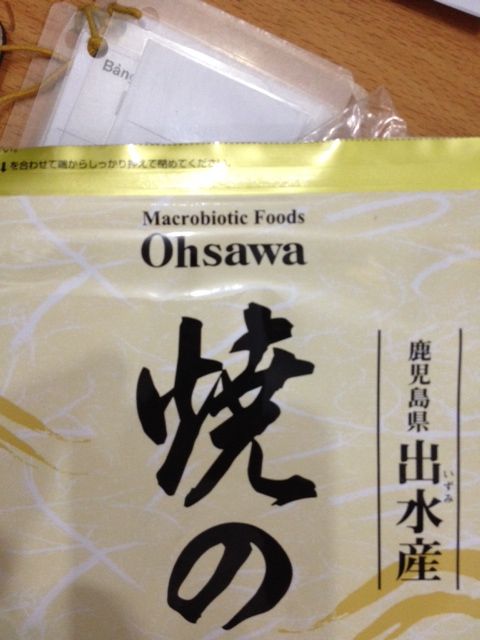 Bảng
を合わせて端からしっかり押えて閉めてください。
Macrobiotic Foods
Ohsawa
焼の
鹿児島県出水産
いずみ